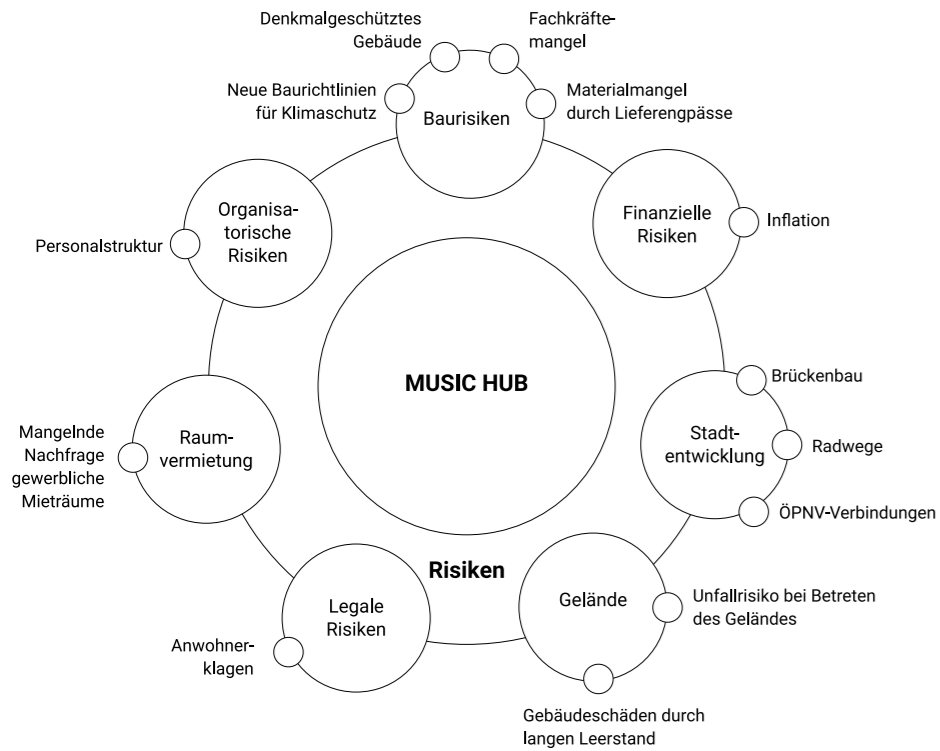 Denkmalgeschütztes
Gebäude
Fachkräfte-
mangel
Neue Baurichtlinien
für Klimaschutz
Materialmangel
durch Lieferengpässe
Baurisiken
Organisa-
torische
Risiken
Personalstruktur
Finanzielle
Risiken
Inflation
MUSIC HUB
Brückenbau
Stadt-
entwicklung
Radwege
ÖPNV-Verbindungen
Mangelnde
Nachfrage
gewerbliche
Mieträume
Raum-
vermietung
Risiken
Gelände
Unfallrisiko bei Betreten
des Geländes
Legale
Risiken
Anwohner-
klagen
Gebäudeschäden durch
langen Leerstand